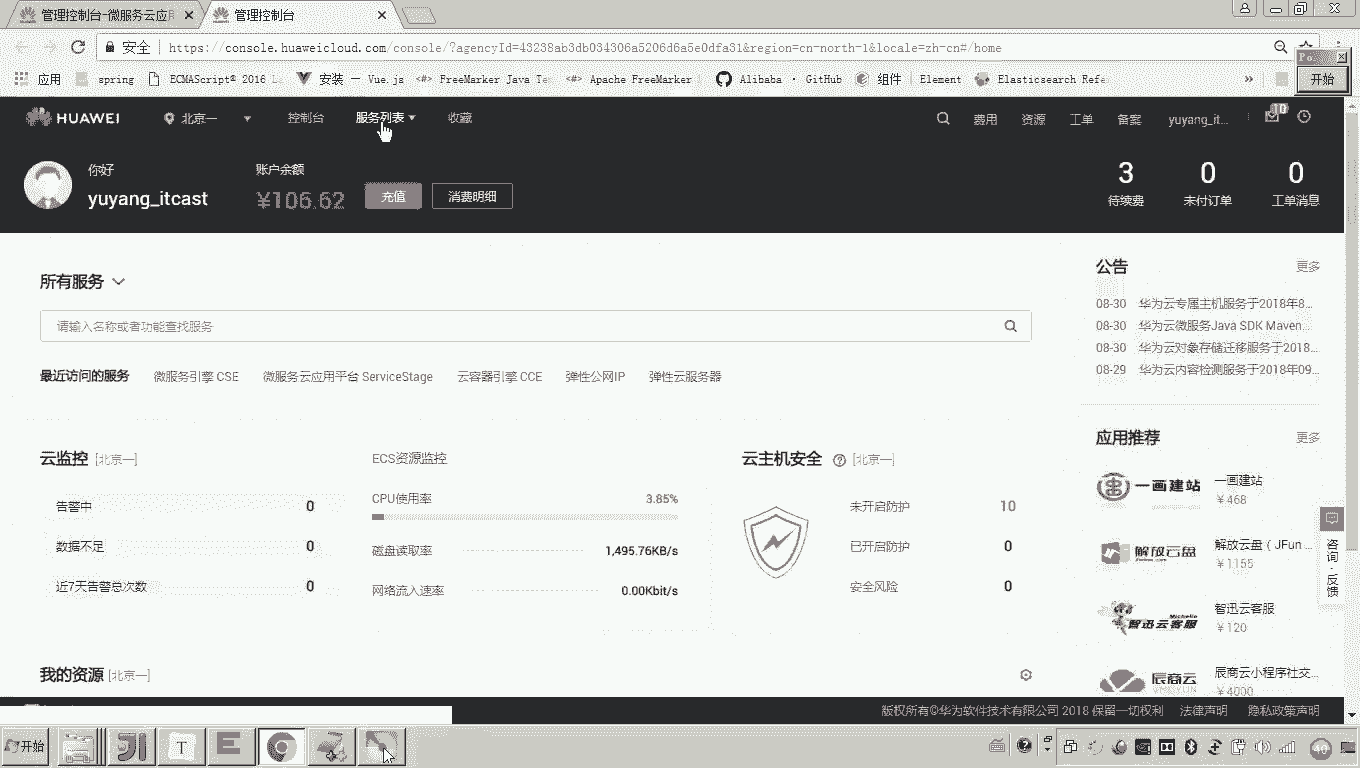 管理控制台-微服务云应用
管理控制台
安全 https://console.huaweicloud.com/console/?agencyId=43238ab3db034306a5206d6a5e0dfa31&region=cn-north-1&locale=zh-cn#/home
应用 spring ECMAScript® 2016 安装 — Vue.js FreeMarker Java Te Apache FreeMarker Alibaba · GitHub 组件 | Element Elasticsearch Refe »
Po..
开始
HUAWEI 北京一 控制台 服务列表 收藏 费用 资源 工单 备案 yuyang_it... 10
你好
yuyang_itcast
账户余额
¥106.62 充值 消费明细
3 0 0
待续费 未付订单 工单消息
所有服务
请输入名称或者功能查找服务
最近访问的服务 微服务引擎 CSE 微服务云应用平台 ServiceStage 云容器引擎 CCE 弹性公网IP 弹性云服务器
公告 更多
08-30 华为云专属主机服务于2018年8...
08-30 华为云微服务Java SDK Maven...
08-30 华为云对象存储迁移服务于2018...
08-29 华为云内容检测服务于2018年09...
云监控 [北京一]
告警中 0
数据不足 0
近7天告警总次数 0
ECS资源监控
CPU使用率 3.85%
磁盘读取率 1,495.76KB/s
网络流入速率 0.00Kbit/s
云主机安全 [北京一]
未开启防护 10
已开启防护 0
安全风险 0
应用推荐 更多
一画建站 一画建站
¥468
解放云盘 解放云盘（JFun ...
¥1155
智迅云客服 智迅云客服
¥120
辰商云 辰商云小程序社交...
¥4000
咨询·反馈
我的资源 [北京一]
版权所有©华为软件技术有限公司 2018 保留一切权利 法律声明 隐私政策声明
开始
T
E
40